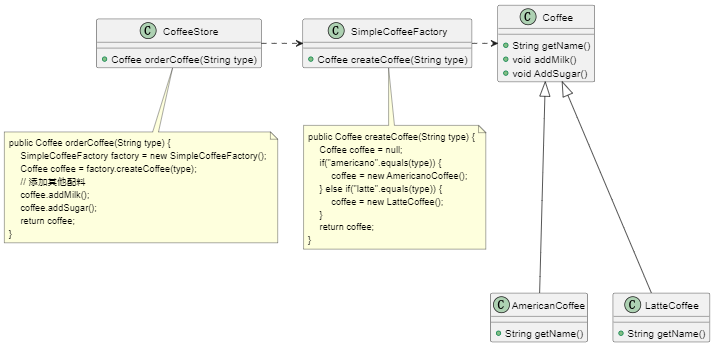 C CoffeeStore
Coffee orderCoffee(String type)
C SimpleCoffeeFactory
Coffee createCoffee(String type)
C Coffee
String getName()
void addMilk()
void AddSugar()
public Coffee orderCoffee(String type) {
SimpleCoffeeFactory factory = new SimpleCoffeeFactory();
Coffee coffee = factory.createCoffee(type);
// 添加其他配料
coffee.addMilk();
coffee.addSugar();
return coffee;
}
public Coffee createCoffee(String type) {
Coffee coffee = null;
if("americano".equals(type)) {
coffee = new AmericanoCoffee();
} else if("latte".equals(type)) {
coffee = new LatteCoffee();
}
return coffee;
}
C AmericanCoffee
String getName()
C LatteCoffee
String getName()